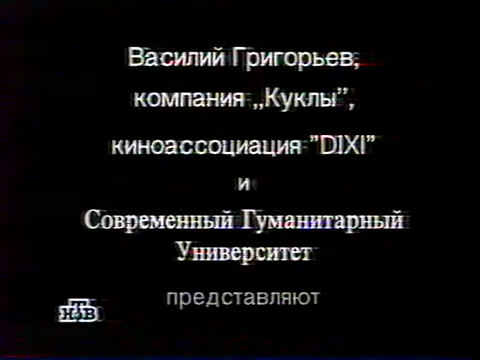 Василий Григорьев,
компания „Куклы”,
киноассоциация ”DIXI”
и
Современный Гуманитарный
Университет
представляют
НТВ